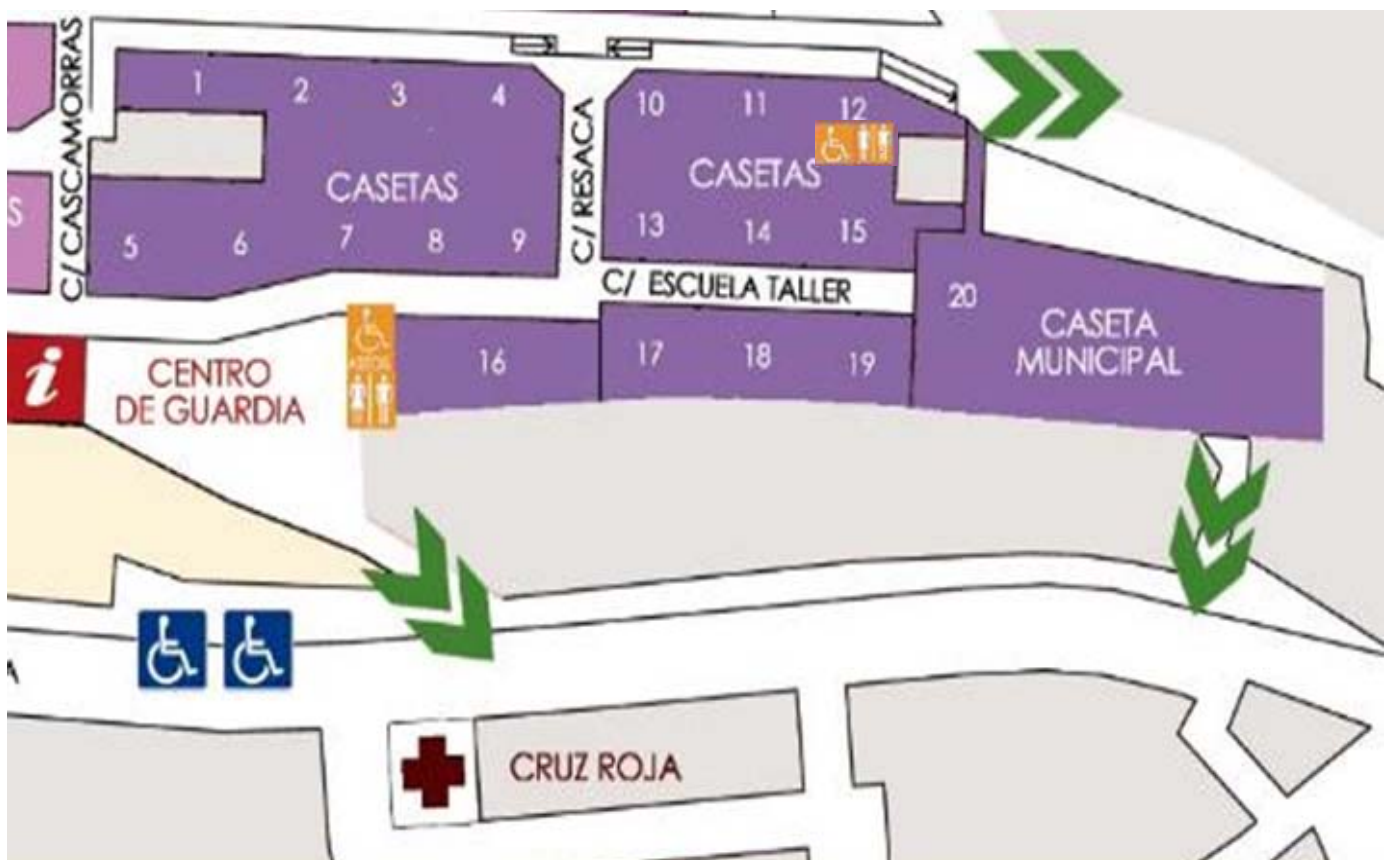 C/ CASCAMORRAS
1
2
3
4
10
11
12
CASETAS
C/ RESACA
CASETAS
S
5
6
7
8
9
13
14
15
C/ ESCUELA TALLER
20
CASETA
MUNICIPAL
16
17
18
19
i
CENTRO
DE GUARDIA
ASEOS
A
CRUZ ROJA